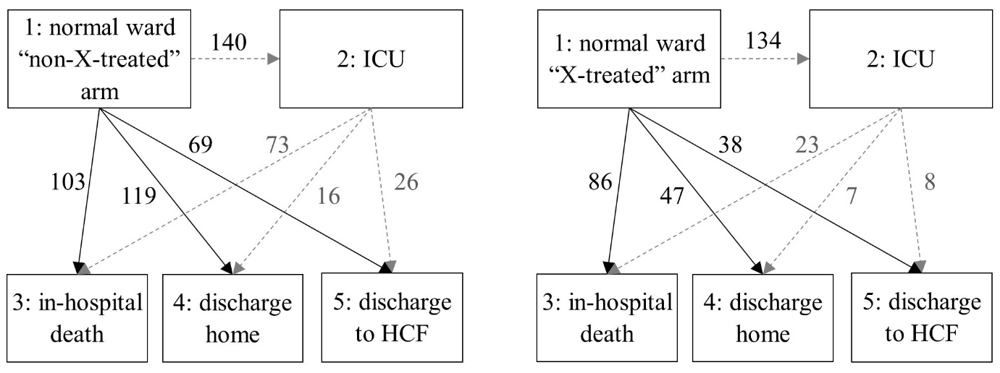 1: normal ward
“non-X-treated”
arm
140
2: ICU
69
73
103
119
16
26
3: in-hospital
death
4: discharge
home
5: discharge
to HCF
1: normal ward
“X-treated” arm
134
2: ICU
38
23
86
47
7
8
3: in-hospital
death
4: discharge
home
5: discharge
to HCF